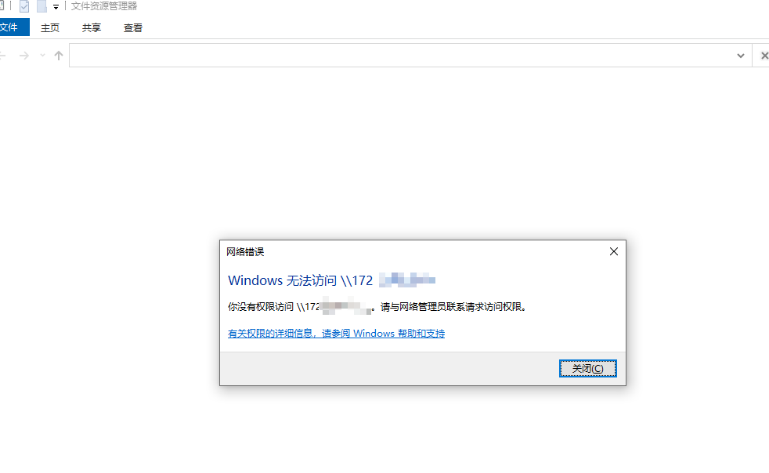 文件资源管理器
文件 主页 共享 查看
网络错误
Windows 无法访问 \\172
你没有权限访问 \\172 。请与网络管理员联系请求访问权限。
有关权限的详细信息，请参阅 Windows 帮助和支持
关闭(C)